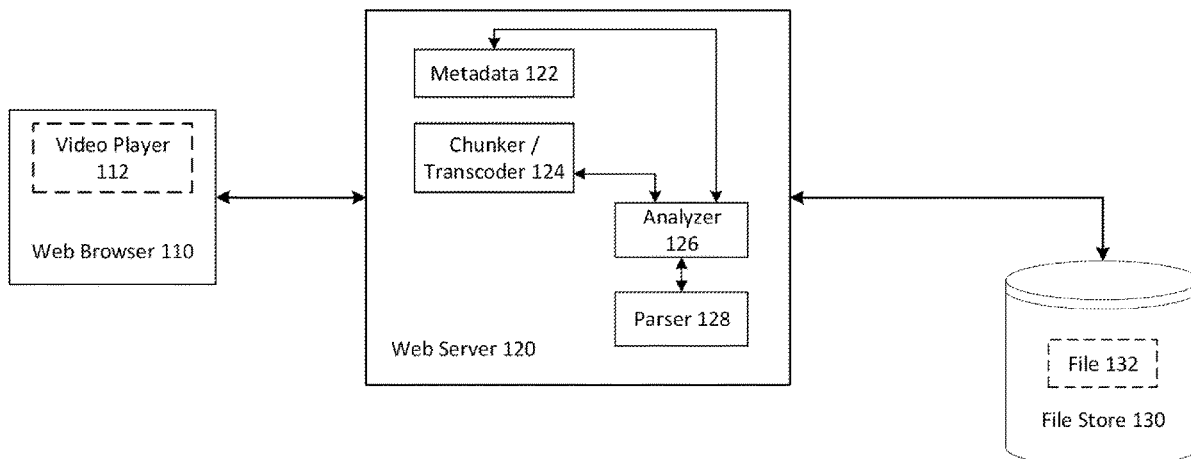 Video Player
112
Web Browser 110
Metadata 122
Chunker /
Transcoder 124
Analyzer
126
Parser 128
Web Server 120
File 132
File Store 130